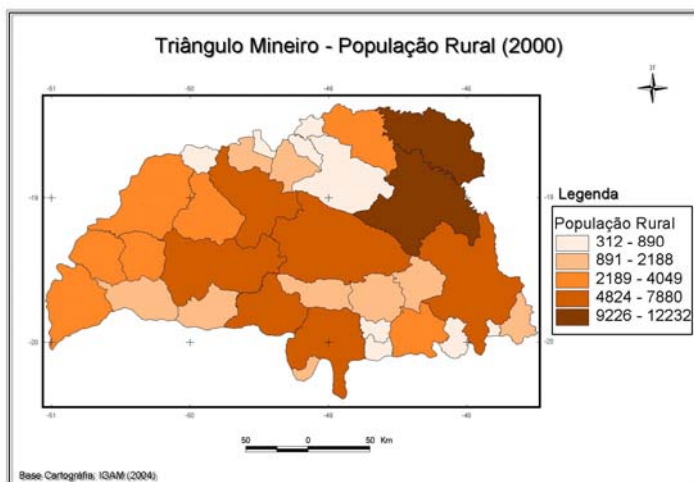 Triângulo Mineiro - População Rural (2000)
-51 -50 -49 -48
-19 -19
-20 -20
-51 -50 -49 -48
Legenda
População Rural
312 - 890
891 - 2188
2189 - 4049
4824 - 7880
9226 - 12232
50 0 50 Km
Base Cartográfia: IGAM (2004)